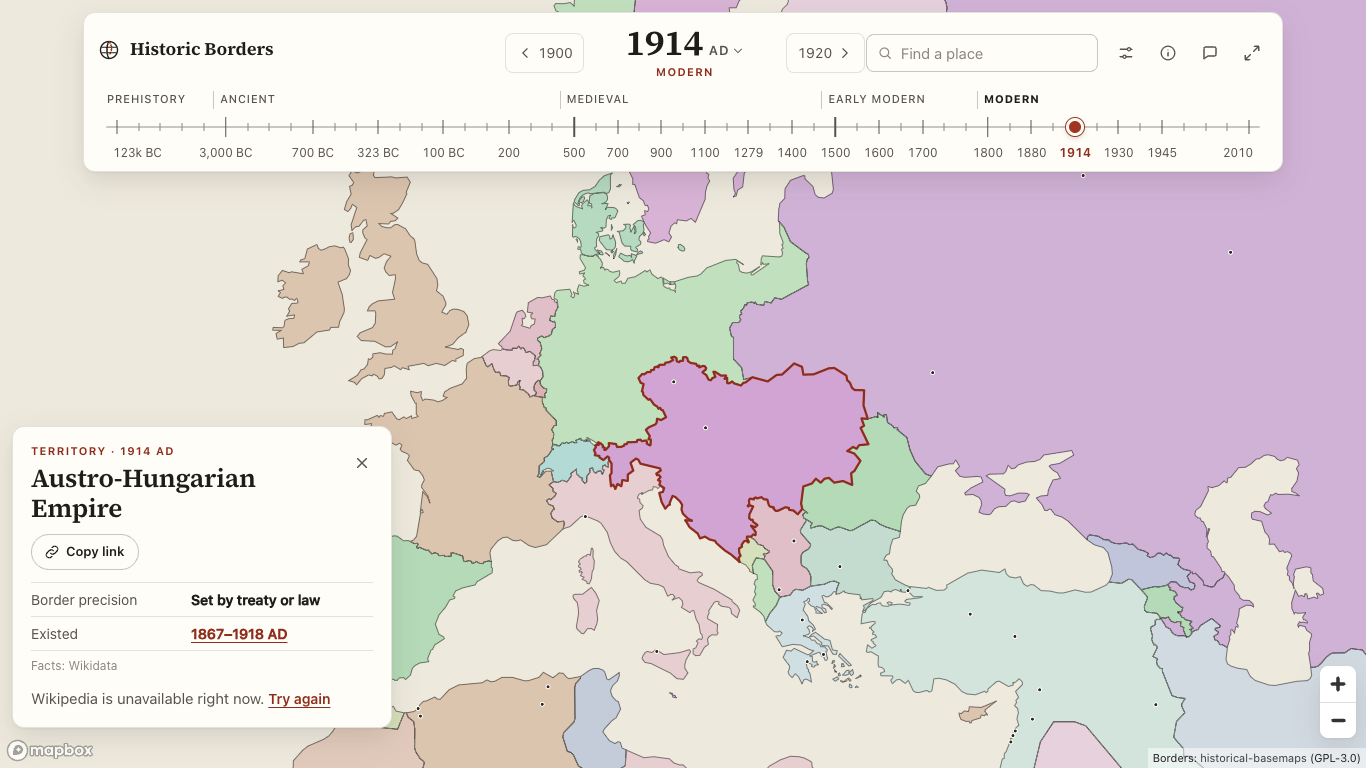 Historic Borders
1900
1914 AD
MODERN
1920
Find a place
PREHISTORY ANCIENT MEDIEVAL EARLY MODERN MODERN
123k BC 3,000 BC 700 BC 323 BC 100 BC 200 500 700 900 1100 1279 1400 1500 1600 1700 1800 1880 1914 1930 1945 2010
TERRITORY · 1914 AD
Austro-Hungarian
Empire
Copy link
Border precision Set by treaty or law
Existed 1867–1918 AD
Facts: Wikidata
Wikipedia is unavailable right now. Try again
mapbox
Borders: historical-basemaps (GPL-3.0)